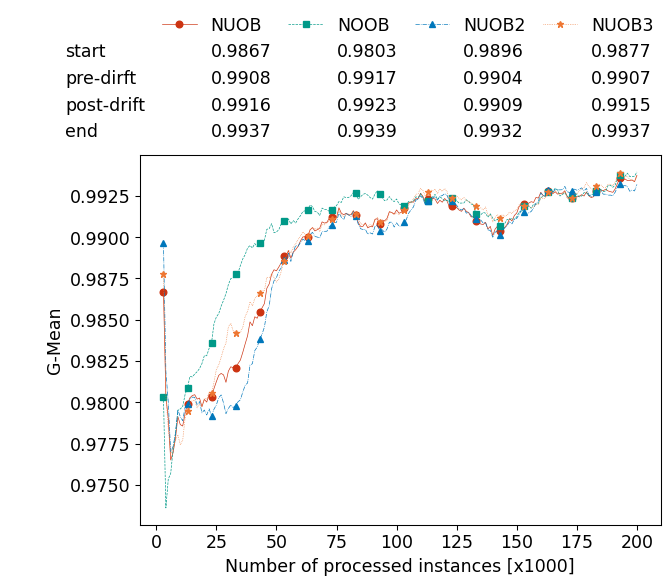 NUOB NOOB NUOB2 NUOB3
start 0.9867 0.9803 0.9896 0.9877
pre-dirft 0.9908 0.9917 0.9904 0.9907
post-drift 0.9916 0.9923 0.9909 0.9915
end 0.9937 0.9939 0.9932 0.9937
0.9925
0.9900
0.9875
0.9850
0.9825
0.9800
0.9775
0.9750
G-Mean
0 25 50 75 100 125 150 175 200
Number of processed instances [x1000]